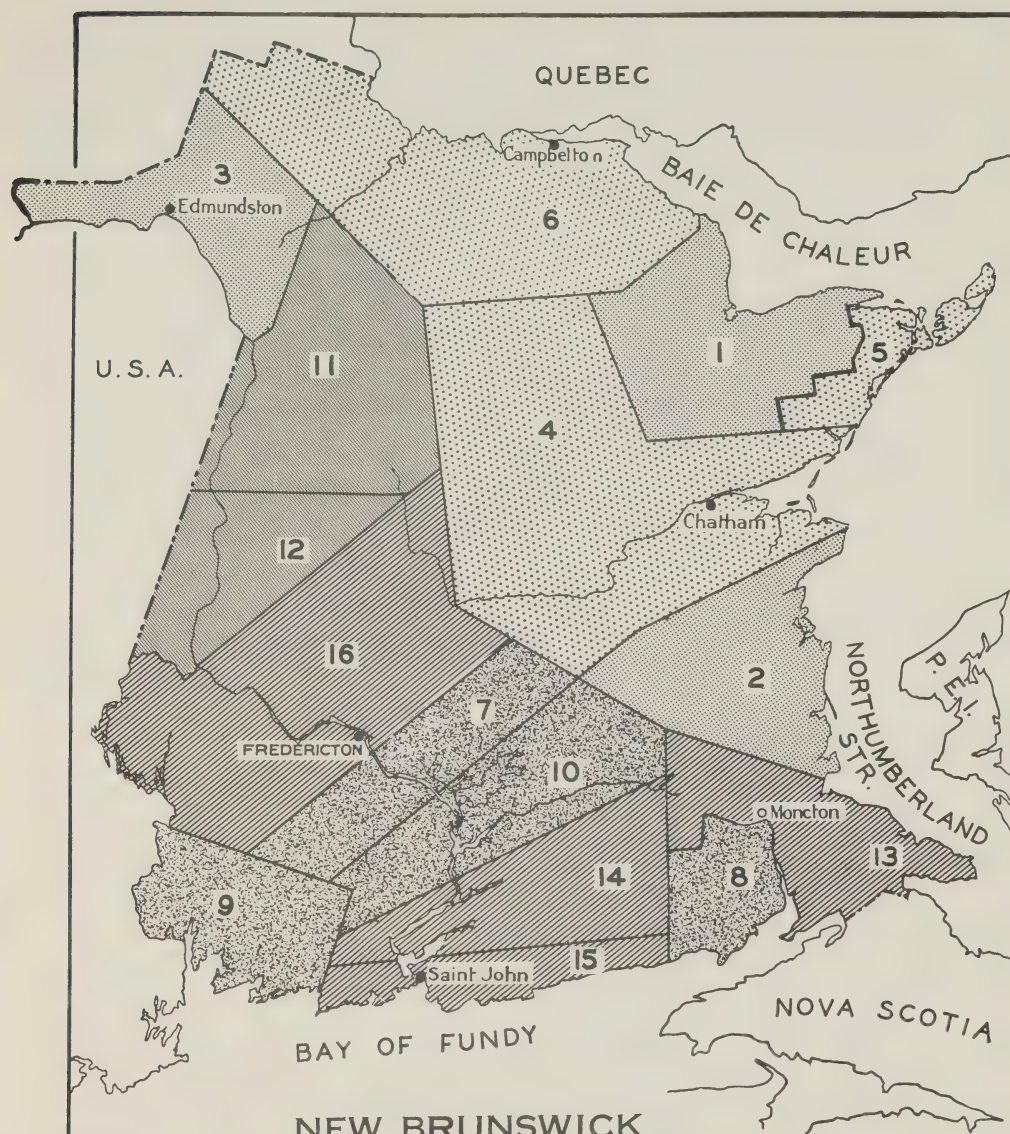 QUEBEC
Campbelton
BAIE DE CHALEUR
3
Edmundston
6
11
1
5
U.S.A.
4
Chatham
12
16
2
7
NORTHUMBERLAND
STR.
P.E.I.
FREDERICTON
10
Moncton
13
14
8
9
15
Saint John
NOVA SCOTIA
BAY OF FUNDY
NEW BRUNSWICK